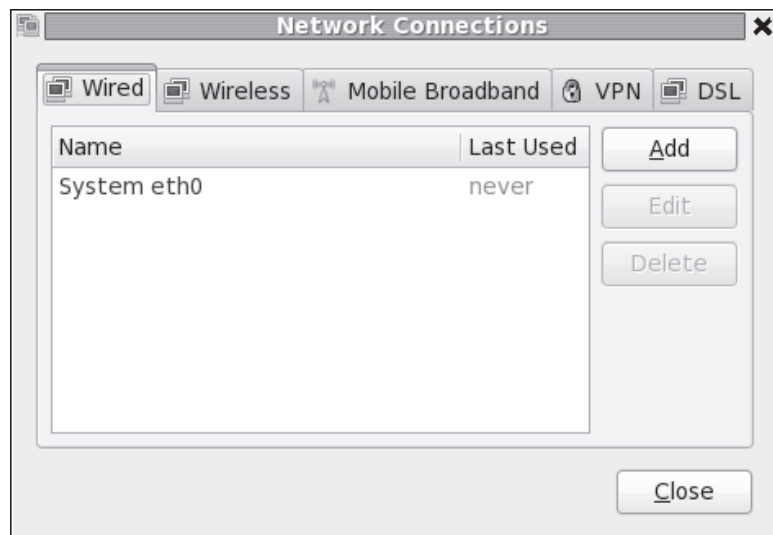 Network Connections
Wired Wireless Mobile Broadband VPN DSL
Name Last Used Add
System eth0 never
Edit
Delete
Close